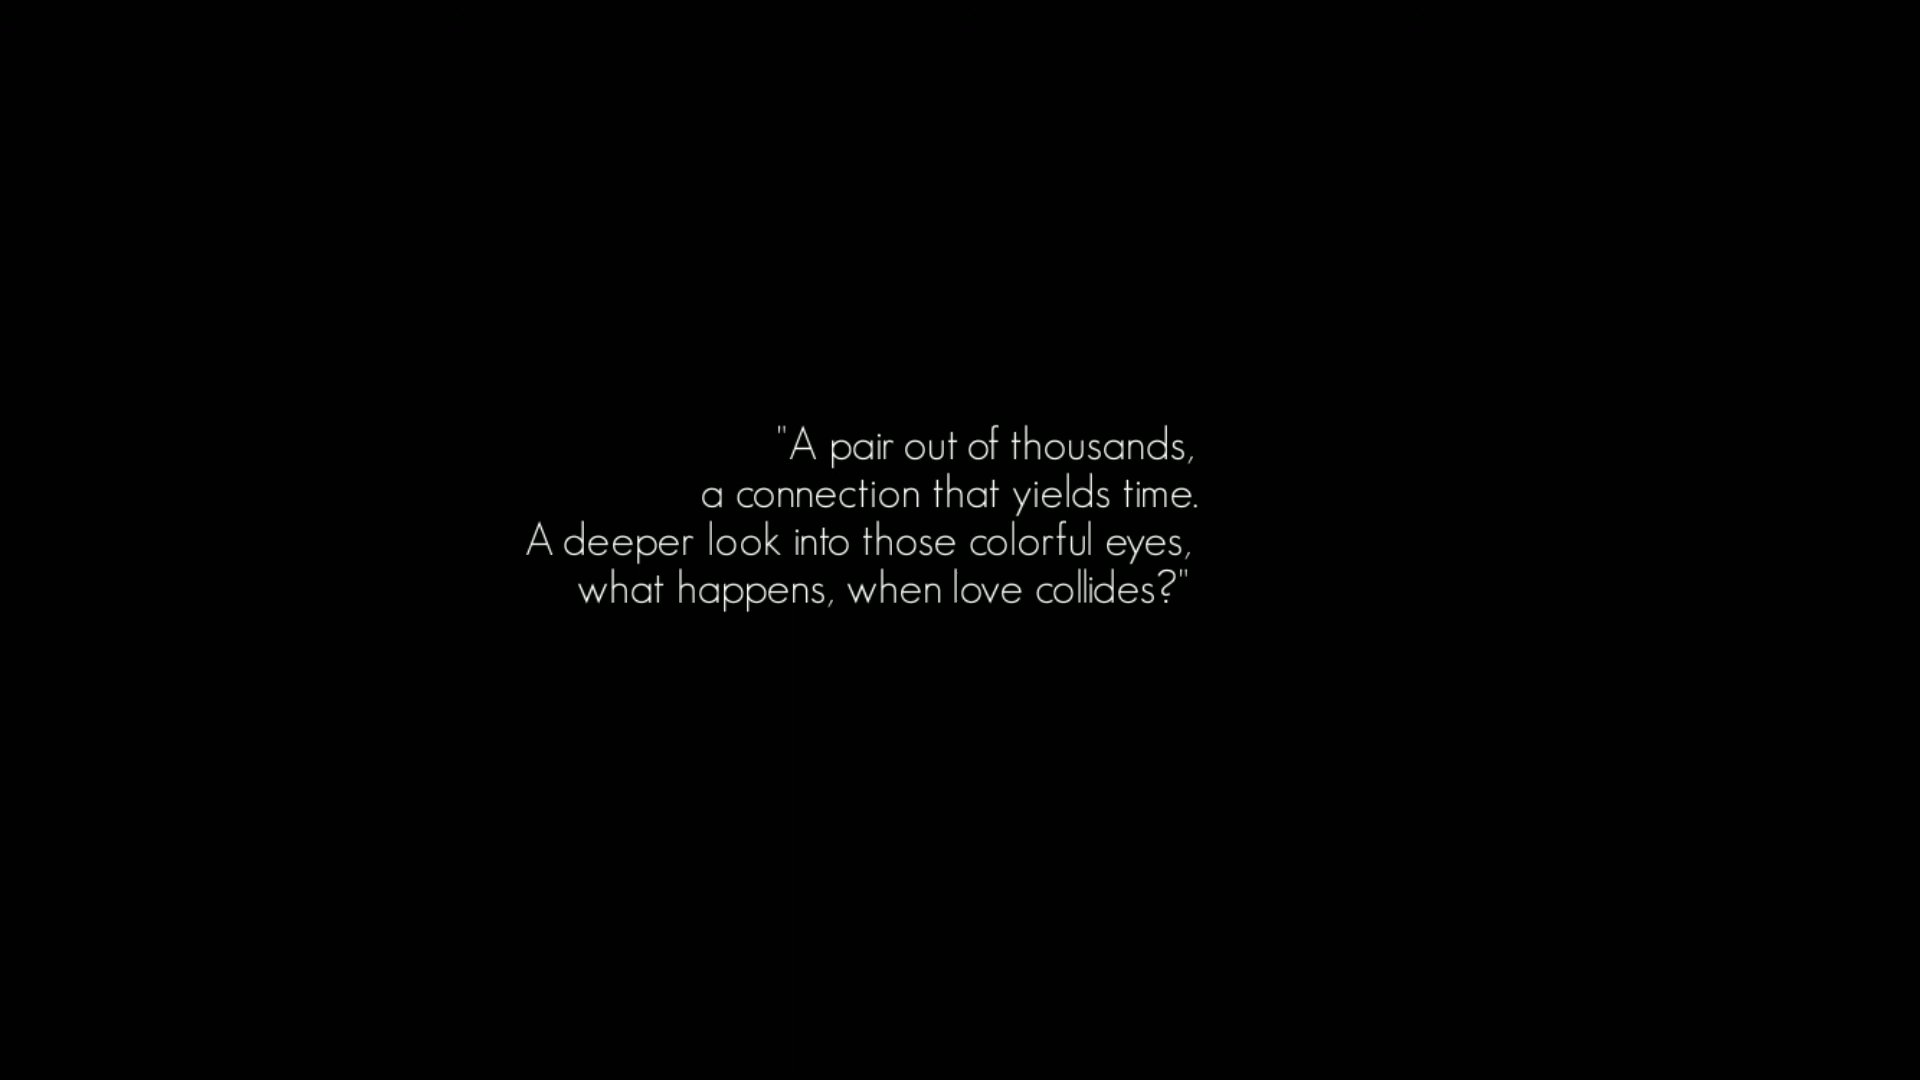 "A pair out of thousands,
a connection that yields time.
A deeper look into those colorful eyes,
what happens, when love collides?"